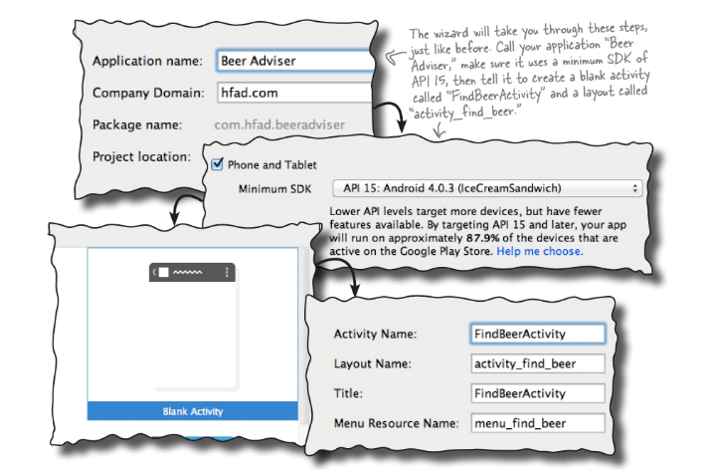 The wizard will take you through these steps,
just like before. Call your application “Beer
Adviser,” make sure it uses a minimum SDK of
API 15, then tell it to create a blank activity
called “FindBeerActivity” and a layout called
“activity_find_beer.”
Application name: Beer Adviser
Company Domain: hfad.com
Package name: com.hfad.beeradviser
Project location:
Phone and Tablet
Minimum SDK API 15: Android 4.0.3 (IceCreamSandwich)
Lower API levels target more devices, but have fewer
features available. By targeting API 15 and later, your app
will run on approximately 87.9% of the devices that are
active on the Google Play Store. Help me choose.
Blank Activity
Activity Name: FindBeerActivity
Layout Name: activity_find_beer
Title: FindBeerActivity
Menu Resource Name: menu_find_beer